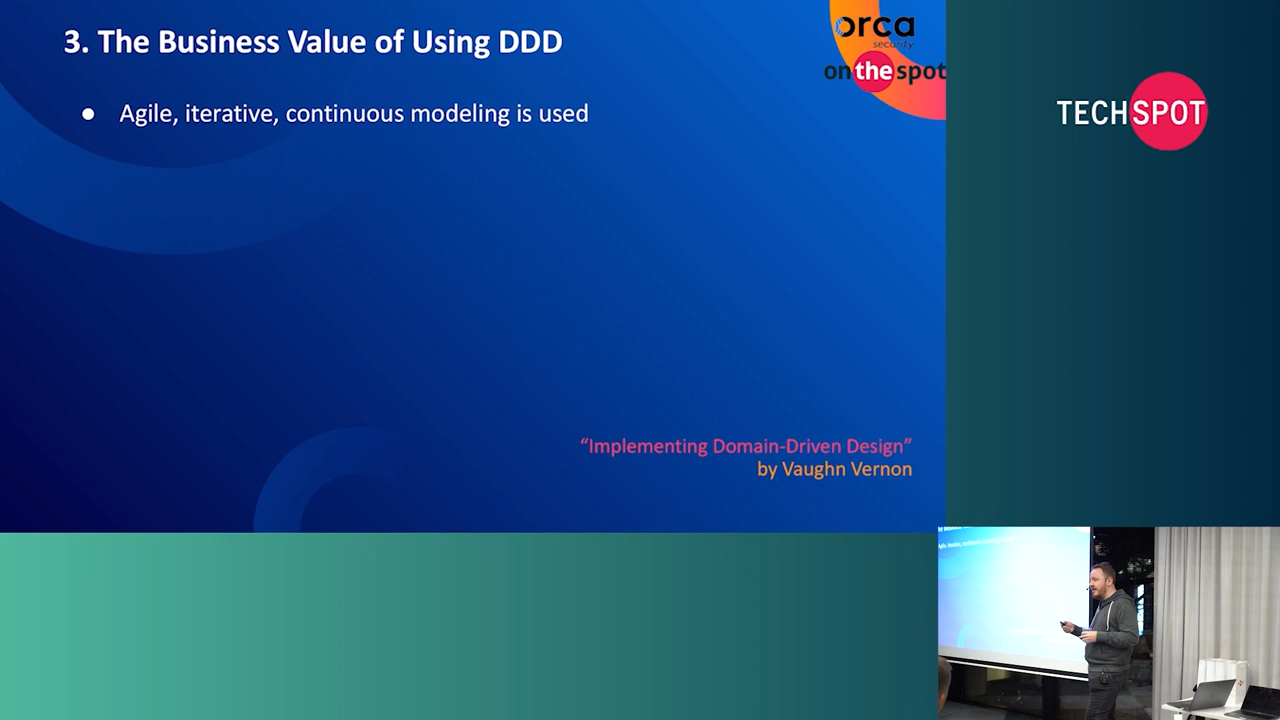 3. The Business Value of Using DDD
orca
security
on the spot
TECHSPOT
● Agile, iterative, continuous modeling is used
“Implementing Domain-Driven Design”
by Vaughn Vernon